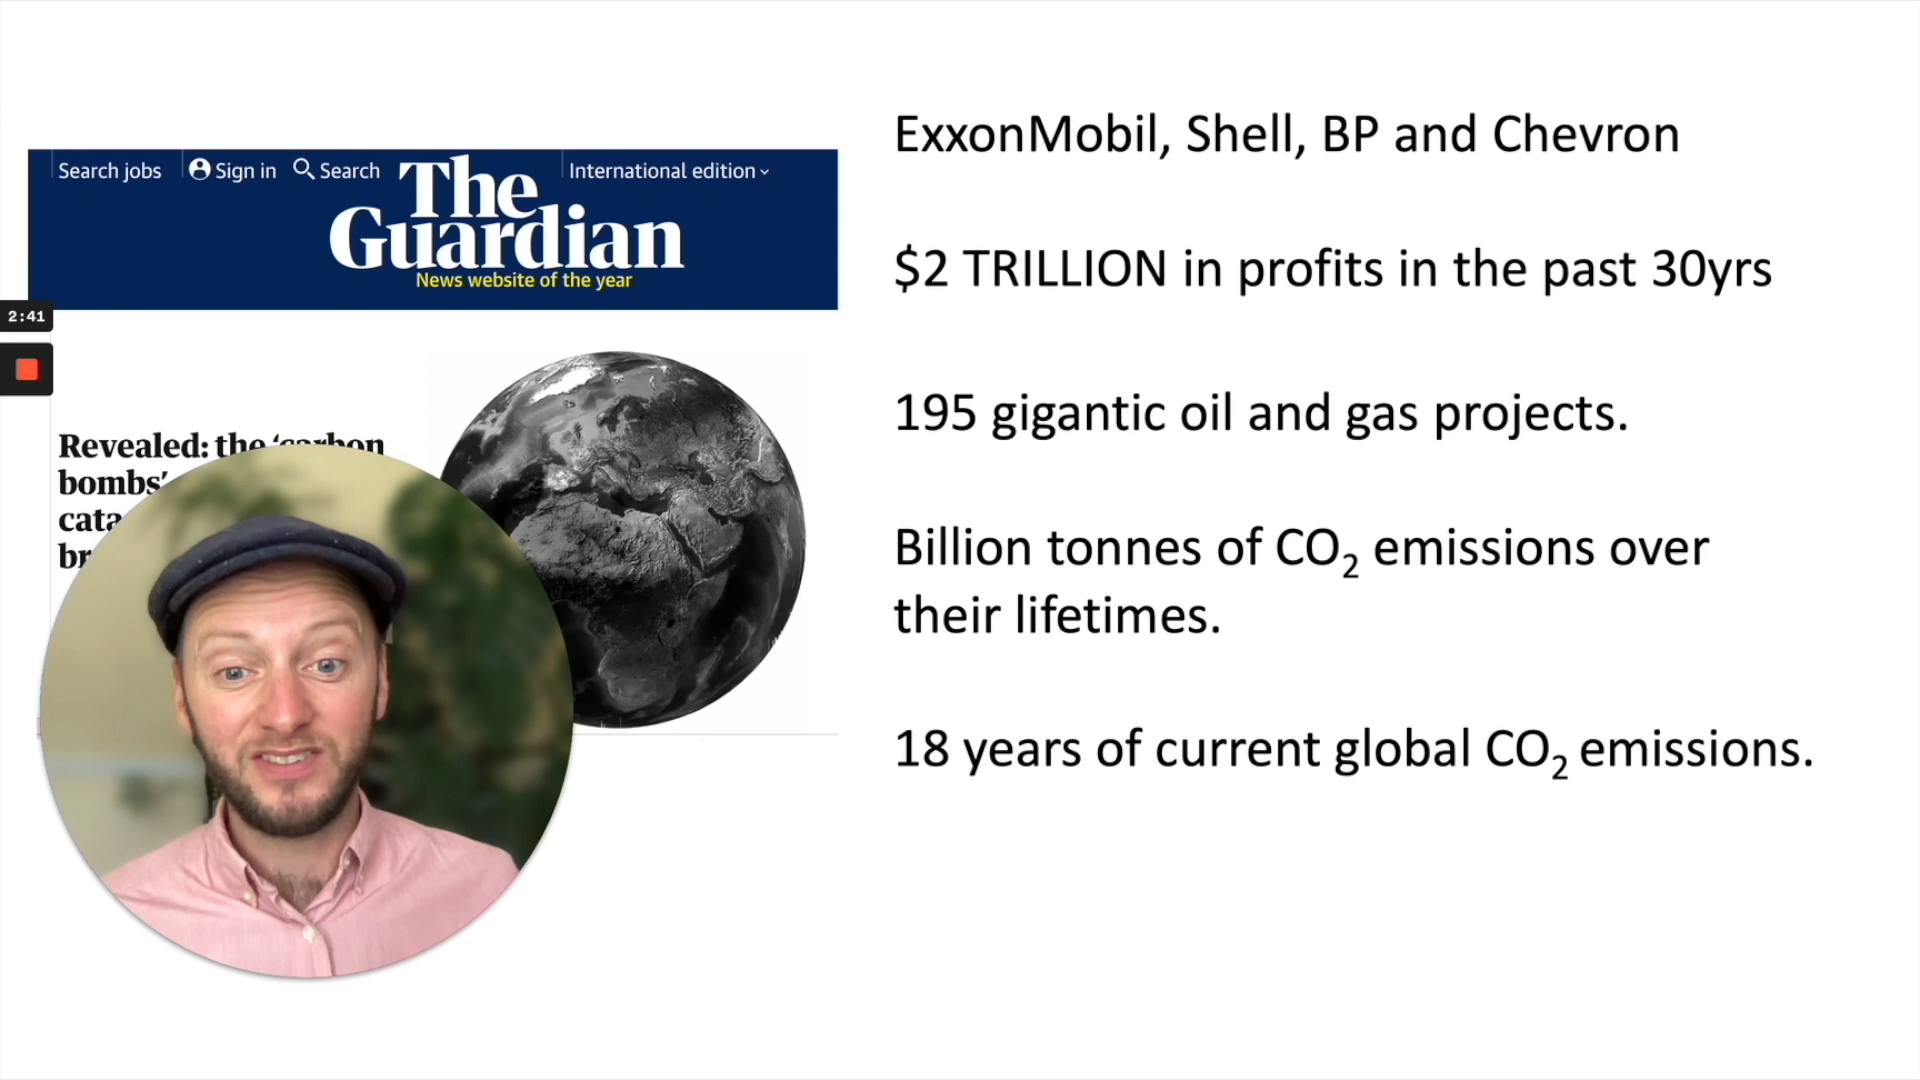 Search jobs
Sign in
Search
International edition
The
Guardian
News website of the year
2:41
Revealed: the ‘carbon
bombs’
ExxonMobil, Shell, BP and Chevron
$2 TRILLION in profits in the past 30yrs
195 gigantic oil and gas projects.
Billion tonnes of CO₂ emissions over
their lifetimes.
18 years of current global CO₂ emissions.